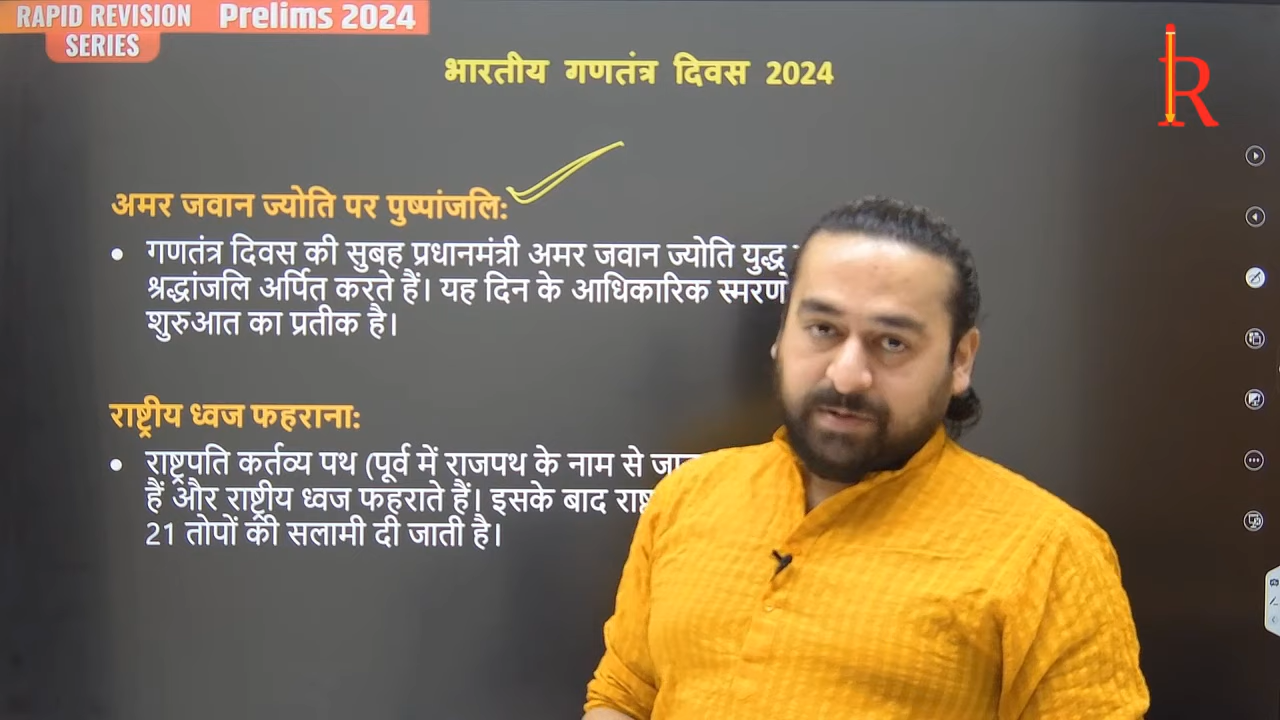 RAPID REVISION Prelims 2024
SERIES
भारतीय गणतंत्र दिवस 2024
R
अमर जवान ज्योति पर पुष्पांजलि:
• गणतंत्र दिवस की सुबह प्रधानमंत्री अमर जवान ज्योति युद्ध
श्रद्धांजलि अर्पित करते हैं। यह दिन के आधिकारिक
शुरुआत का प्रतीक है।
राष्ट्रीय ध्वज फहराना:
• राष्ट्रपति कर्तव्य पथ (पूर्व में राजपथ के नाम से
हैं और राष्ट्रीय ध्वज फहराते हैं। इसके बाद
21 तोपों की सलामी दी जाती है।